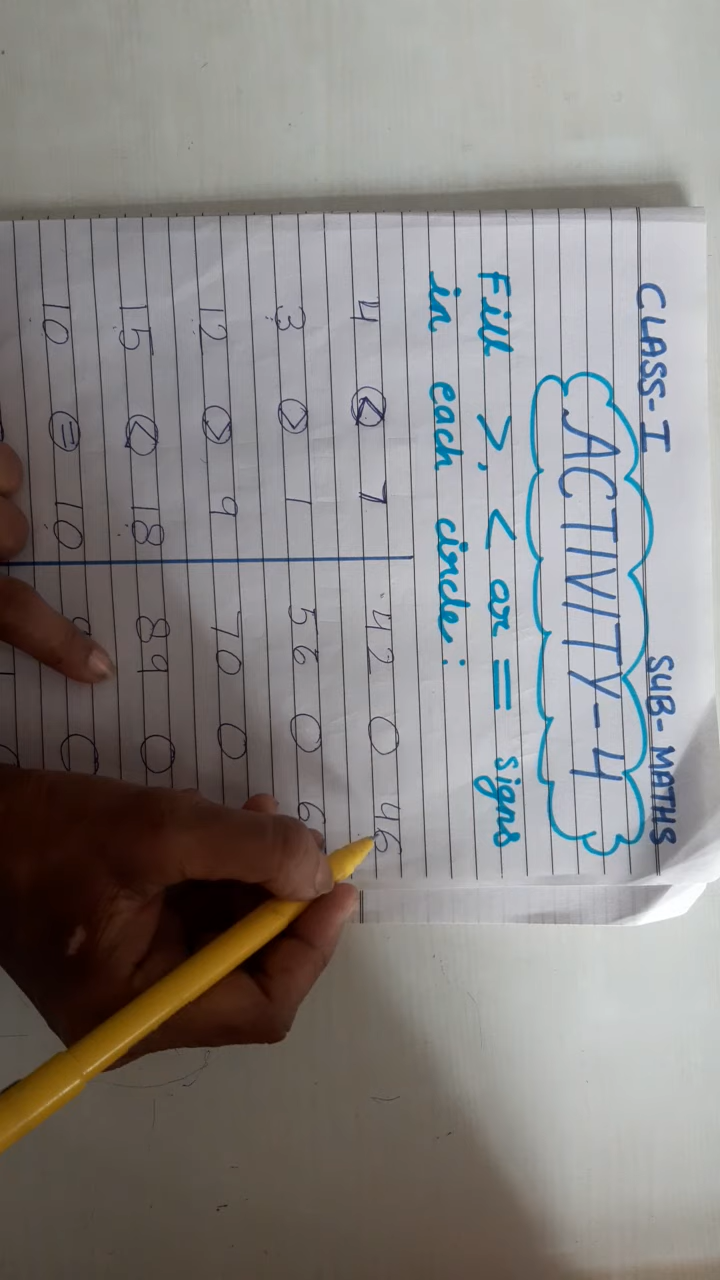 CLASS-I SUB-MATHS
ACTIVITY-4
Fill >, < or = signs
in each circle:
4 < 7 42 ○ 46
3 > 1 56 ○ 6
12 > 9 70 ○
15 < 18 89 ○
10 = 10